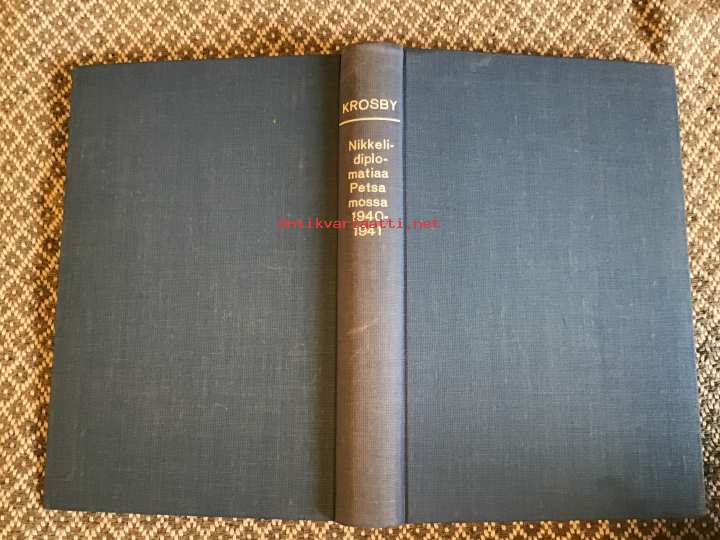 KROSBY
Nikkeli-
diplo-
matiaa
Petsa
mossa
1940-
antikvariaatti.net
1941